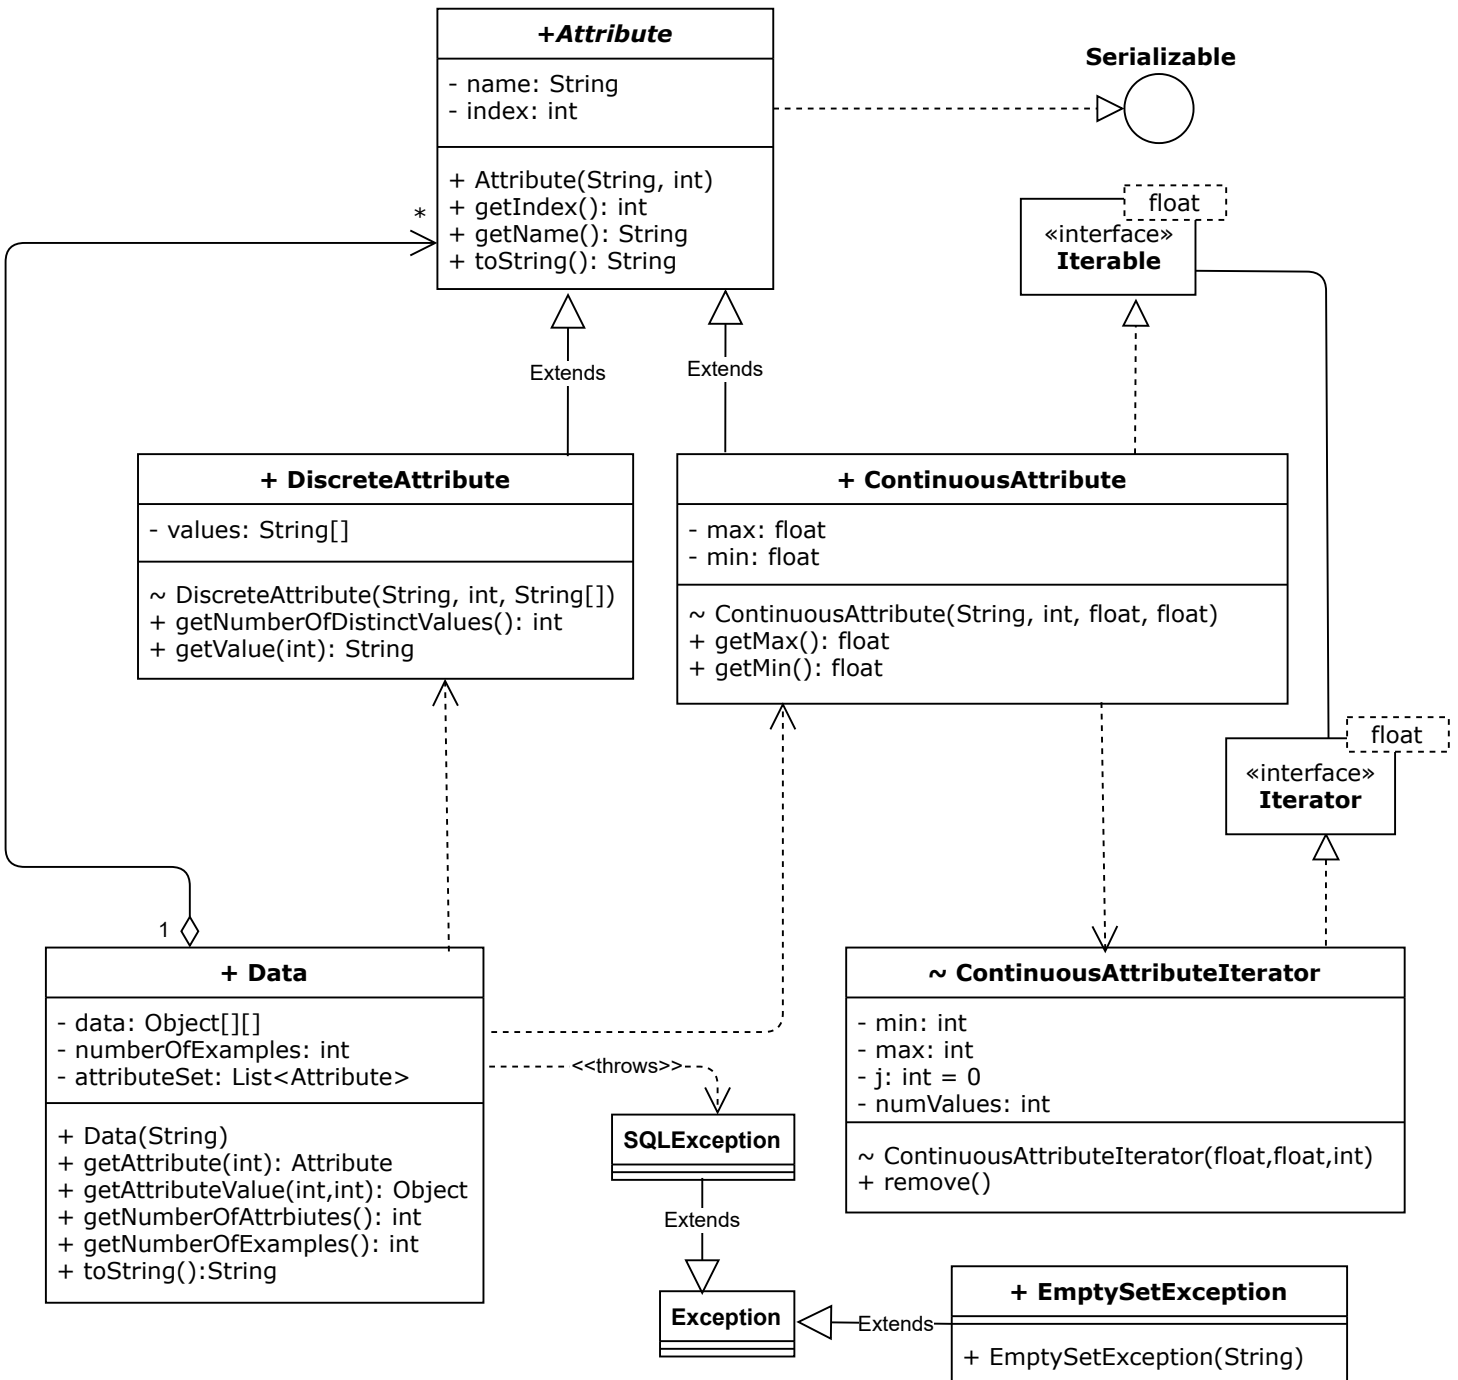 +Attribute
- name: String
- index: int
+ Attribute(String, int)
+ getIndex(): int
+ getName(): String
+ toString(): String
Serializable
float
«interface»
Iterable
*
Extends
Extends
+ DiscreteAttribute
- values: String[]
~ DiscreteAttribute(String, int, String[])
+ getNumberOfDistinctValues(): int
+ getValue(int): String
+ ContinuousAttribute
- max: float
- min: float
~ ContinuousAttribute(String, int, float, float)
+ getMax(): float
+ getMin(): float
float
«interface»
Iterator
1
+ Data
- data: Object[][]
- numberOfExamples: int
- attributeSet: List<Attribute>
+ Data(String)
+ getAttribute(int): Attribute
+ getAttributeValue(int,int): Object
+ getNumberOfAttrbiutes(): int
+ getNumberOfExamples(): int
+ toString():String
<<throws>>
SQLException
Extends
Exception
~ ContinuousAttributeIterator
- min: int
- max: int
- j: int = 0
- numValues: int
~ ContinuousAttributeIterator(float,float,int)
+ remove()
Extends
+ EmptySetException
+ EmptySetException(String)